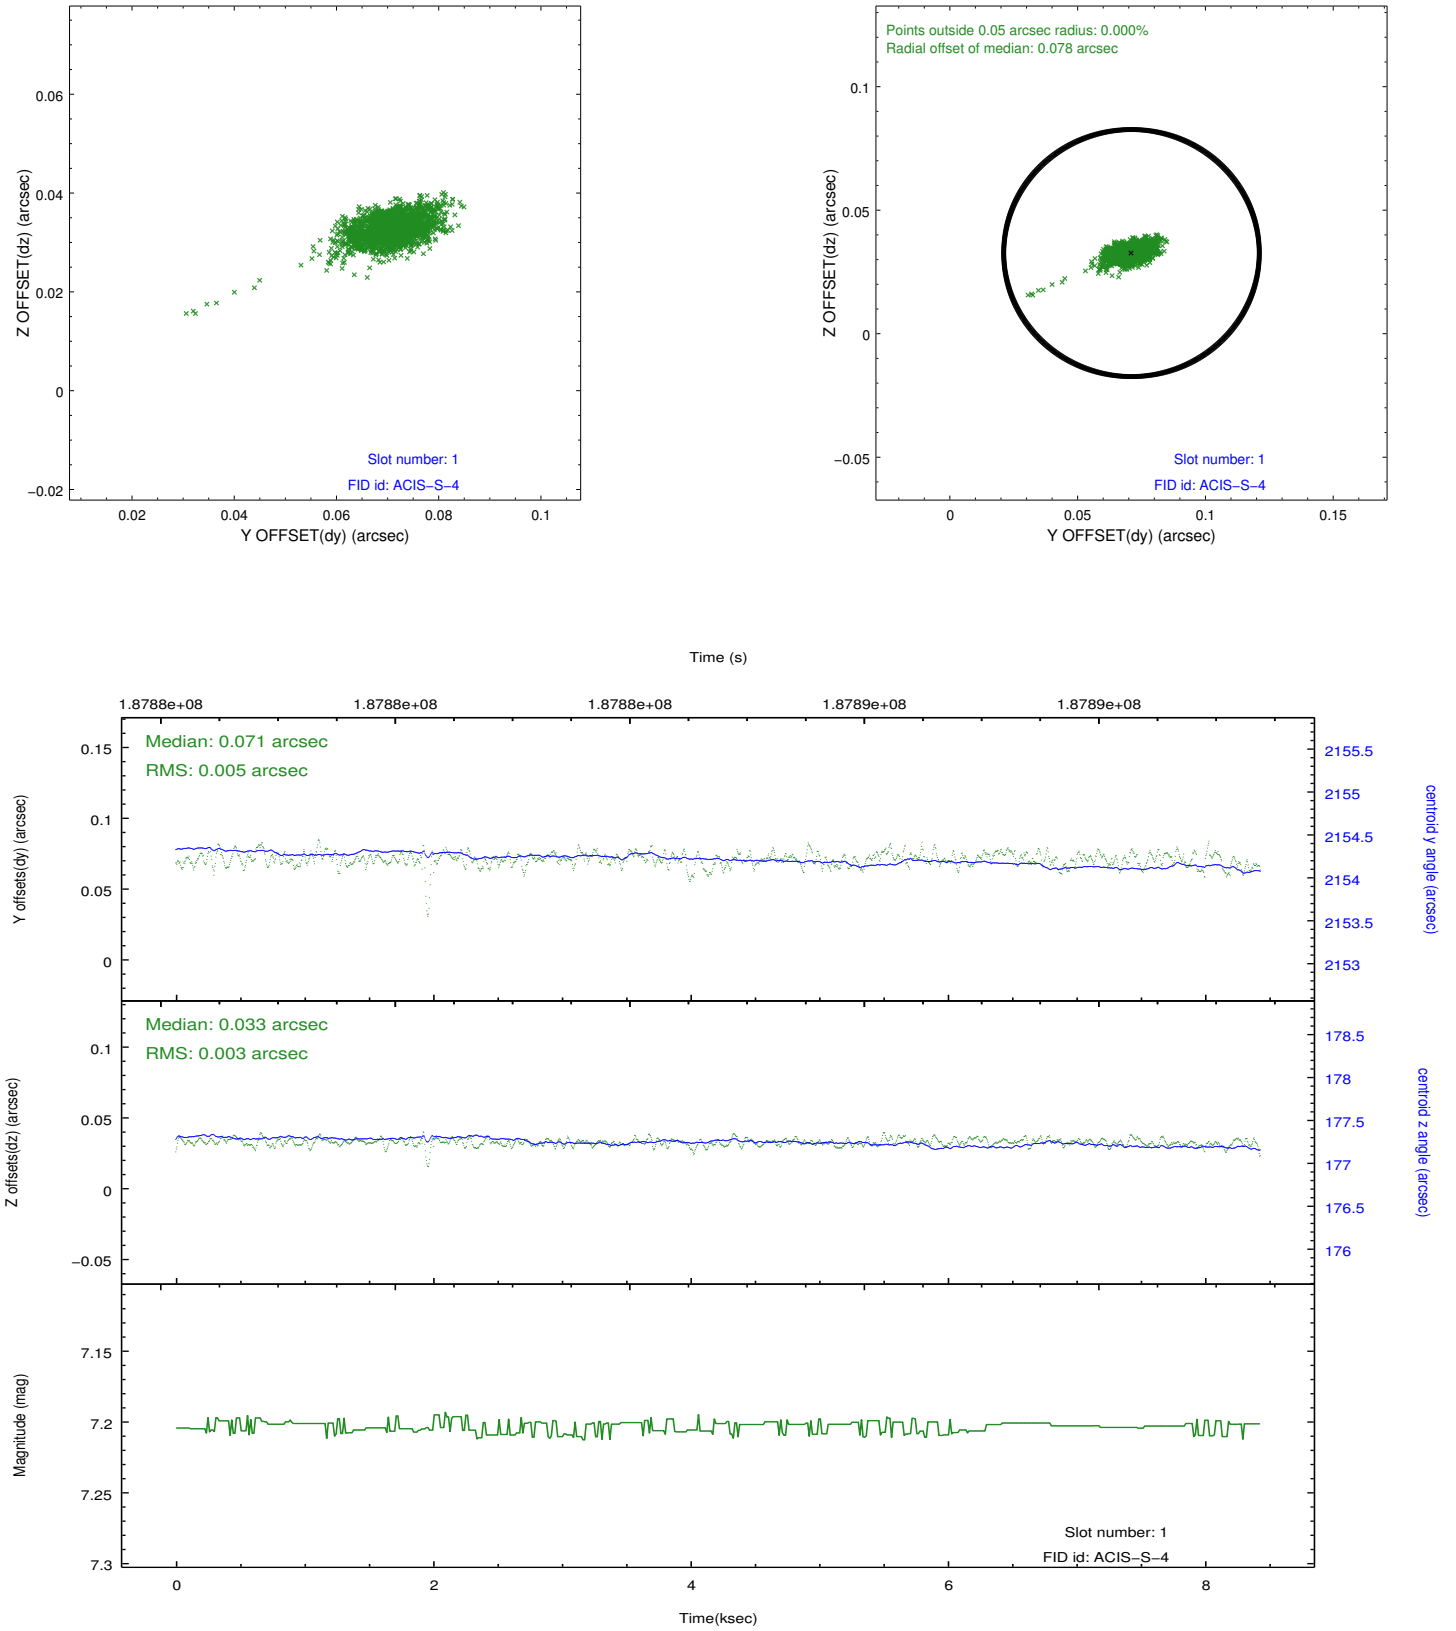 0.06
0.04
0.02
0
−0.02
0.02
0.04
0.06
0.08
0.1
Z OFFSET(dz) (arcsec)
Y OFFSET(dy) (arcsec)
Slot number: 1
FID id: ACIS−S−4
Points outside 0.05 arcsec radius: 0.000%
Radial offset of median: 0.078 arcsec
0.1
0.05
0
−0.05
0
0.05
0.1
0.15
Z OFFSET(dz) (arcsec)
Y OFFSET(dy) (arcsec)
Slot number: 1
FID id: ACIS−S−4
Time (s)
1.8788e+08
1.8788e+08
1.8788e+08
1.8789e+08
1.8789e+08
Median: 0.071 arcsec
RMS: 0.005 arcsec
0.15
0.1
0.05
0
Y offsets(dy) (arcsec)
2155.5
2155
2154.5
2154
2153.5
2153
centroid y angle (arcsec)
Median: 0.033 arcsec
RMS: 0.003 arcsec
0.1
0.05
0
−0.05
Z offsets(dz) (arcsec)
178.5
178
177.5
177
176.5
176
centroid z angle (arcsec)
7.15
7.2
7.25
7.3
Magnitude (mag)
Slot number: 1
FID id: ACIS−S−4
0
2
4
6
8
Time(ksec)